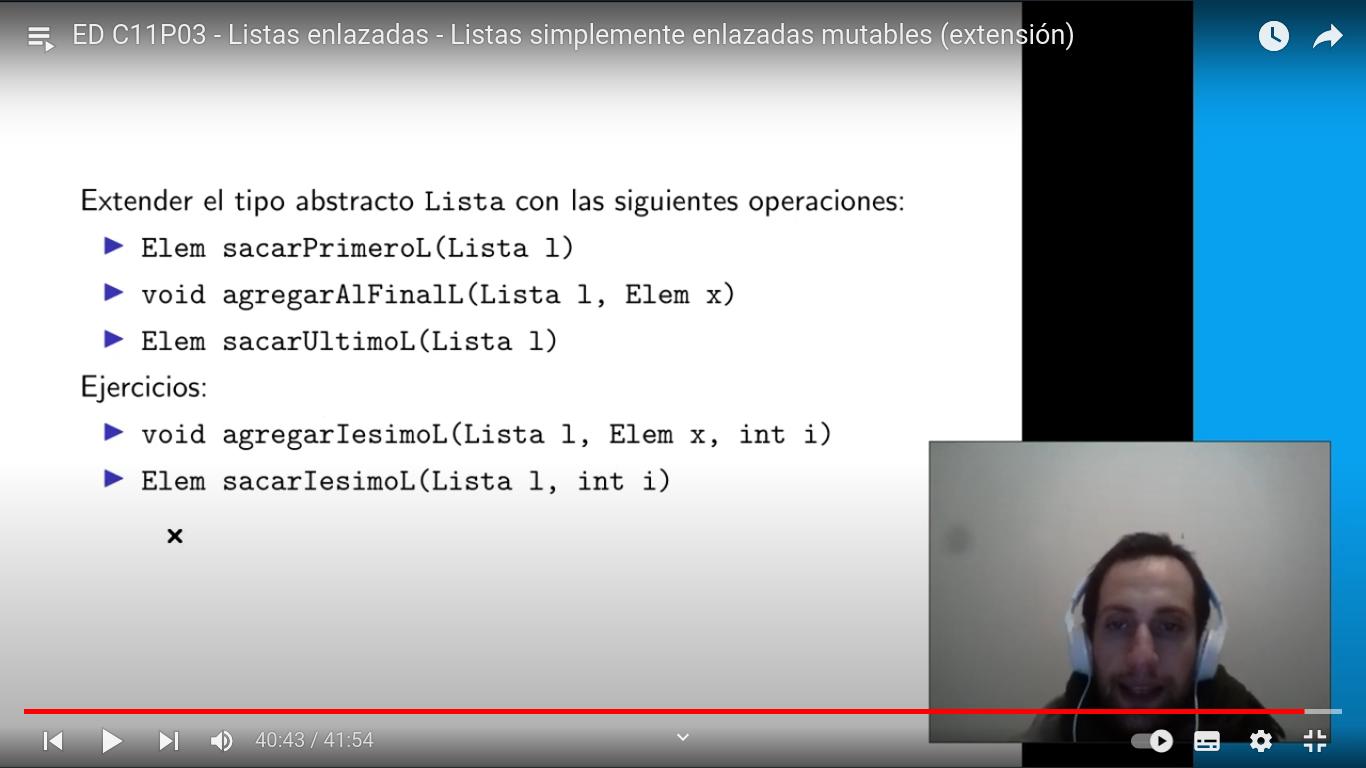 ED C11P03 - Listas enlazadas - Listas simplemente enlazadas mutables (extensión)
Extender el tipo abstracto Lista con las siguientes operaciones:
Elem sacarPrimeroL(Lista l)
void agregarAlFinalL(Lista l, Elem x)
Elem sacarUltimoL(Lista l)
Ejercicios:
void agregarIesimoL(Lista l, Elem x, int i)
Elem sacarIesimoL(Lista l, int i)
40:43 / 41:54